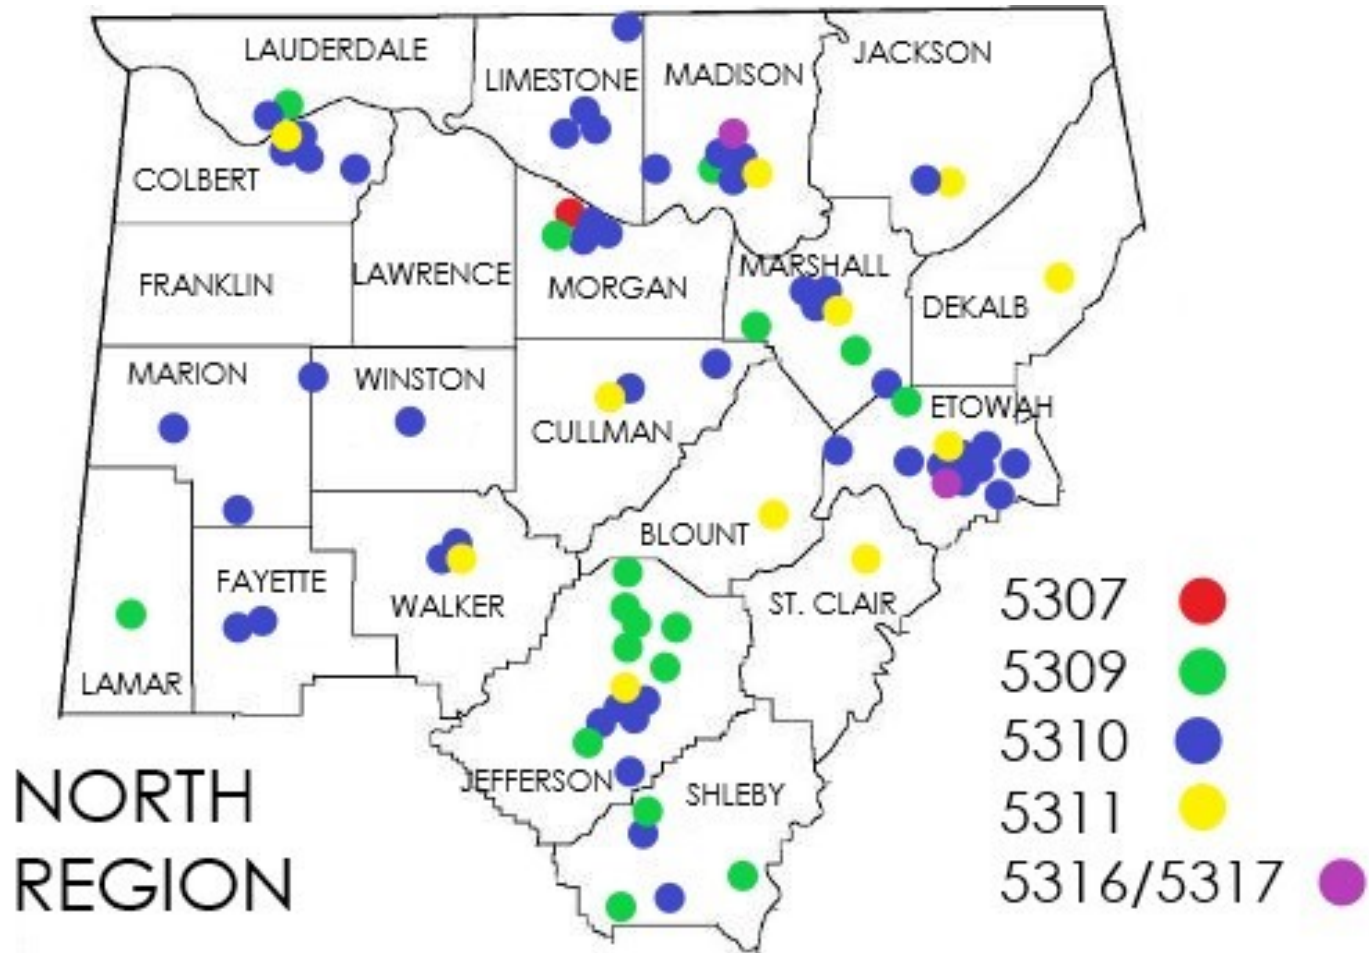 LAUDERDALE
JACKSON
LIMESTONE
MADISON
COLBERT
FRANKLIN
LAWRENCE
MORGAN
MARSHALL
DEKALB
MARION
WINSTON
CULLMAN
ETOWAH
BLOUNT
FAYETTE
WALKER
ST. CLAIR
LAMAR
JEFFERSON
SHLEBY
NORTH
REGION
5307
5309
5310
5311
5316/5317